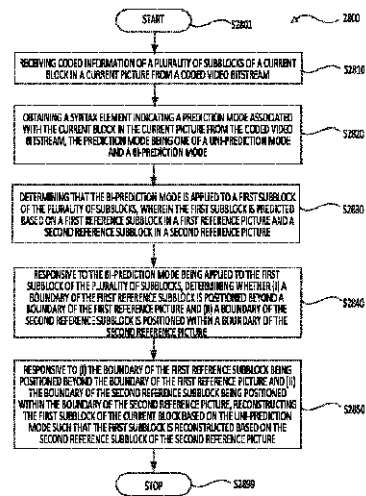 START
S2801
2800
RECEIVING CODED INFORMATION OF A PLURALITY OF SUBBLOCKS OF A CURRENT
BLOCK IN A CURRENT PICTURE FROM A CODED VIDEO BITSTREAM
S2810
OBTAINING A SYNTAX ELEMENT INDICATING A PREDICTION MODE ASSOCIATED
WITH THE CURRENT BLOCK IN THE CURRENT PICTURE FROM THE CODED VIDEO
BITSTREAM, THE PREDICTION MODE BEING ONE OF A UNI-PREDICTION MODE
AND A BI-PREDICTION MODE
S2820
DETERMINING THAT THE BI-PREDICTION MODE IS APPLIED TO A FIRST SUBBLOCK
OF THE PLURALITY OF SUBBLOCKS, WHEREIN THE FIRST SUBBLOCK IS PREDICTED
BASED ON A FIRST REFERENCE SUBBLOCK IN A FIRST REFERENCE PICTURE AND A
SECOND REFERENCE SUBBLOCK IN A SECOND REFERENCE PICTURE
S2830
RESPONSIVE TO THE BI-PREDICTION MODE BEING APPLIED TO THE FIRST
SUBBLOCK OF THE PLURALITY OF SUBBLOCKS, DETERMINING WHETHER (I) A
BOUNDARY OF THE FIRST REFERENCE SUBBLOCK IS POSITIONED BEYOND A
BOUNDARY OF THE FIRST REFERENCE PICTURE AND (II) A BOUNDARY OF THE
SECOND REFERENCE SUBBLOCK IS POSITIONED WITHIN A BOUNDARY OF THE
SECOND REFERENCE PICTURE
S2840
RESPONSIVE TO (I) THE BOUNDARY OF THE FIRST REFERENCE SUBBLOCK BEING
POSITIONED BEYOND THE BOUNDARY OF THE FIRST REFERENCE PICTURE AND (II)
THE BOUNDARY OF THE SECOND REFERENCE SUBBLOCK BEING POSITIONED
WITHIN THE BOUNDARY OF THE SECOND REFERENCE PICTURE, RECONSTRUCTING
THE FIRST SUBBLOCK OF THE CURRENT BLOCK BASED ON THE UNI-PREDICTION
MODE SUCH THAT THE FIRST SUBBLOCK IS RECONSTRUCTED BASED ON THE
SECOND REFERENCE SUBBLOCK OF THE SECOND REFERENCE PICTURE
S2850
STOP
S2899